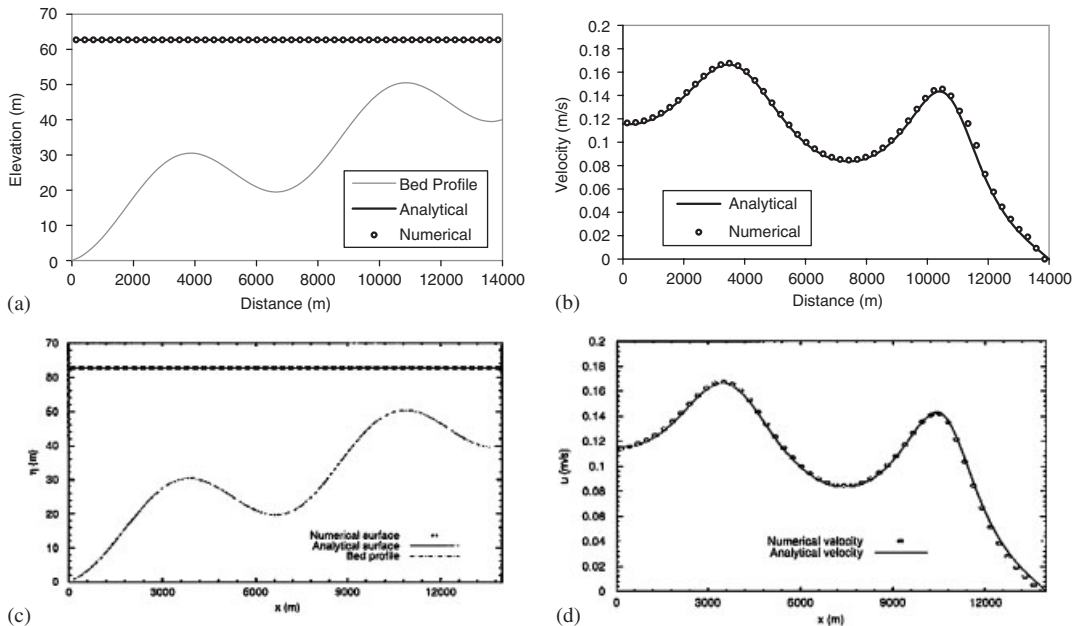 70
60
50
40
30
20
10
0
Elevation (m)
Bed Profile
Analytical
Numerical
0 2000 4000 6000 8000 10000 12000 14000
Distance (m)
(a)
0.2
0.18
0.16
0.14
0.12
0.1
0.08
0.06
0.04
0.02
0
Velocity (m/s)
Analytical
Numerical
0 2000 4000 6000 8000 10000 12000 14000
Distance (m)
(b)
70
60
50
40
30
20
10
0
η (m)
Numerical surface
Analytical surface
Bed profile
0 3000 6000 9000 12000
x (m)
(c)
0.2
0.18
0.16
0.14
0.12
0.1
0.08
0.06
0.04
0.02
0
u (m/s)
Numerical velocity
Analytical velocity
0 3000 6000 9000 12000
x (m)
(d)